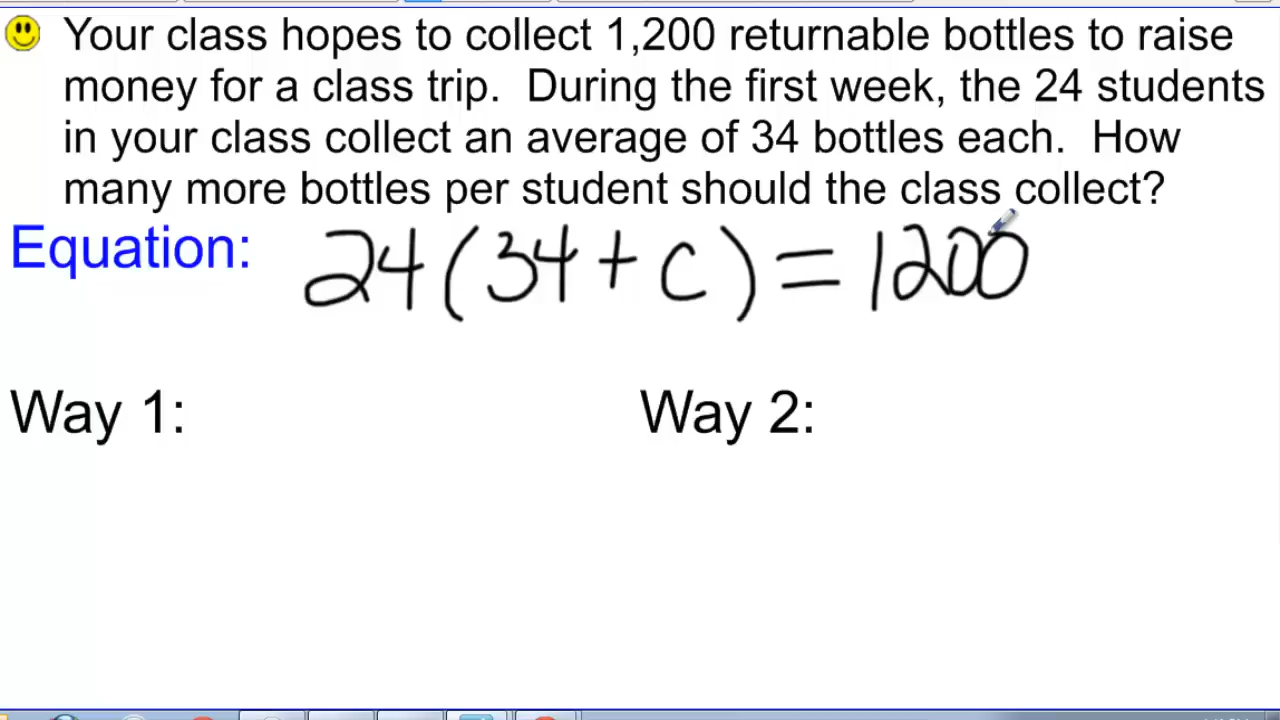 Your class hopes to collect 1,200 returnable bottles to raise
money for a class trip. During the first week, the 24 students
in your class collect an average of 34 bottles each. How
many more bottles per student should the class collect?
Equation: 24(34+c)=1200
Way 1: Way 2: